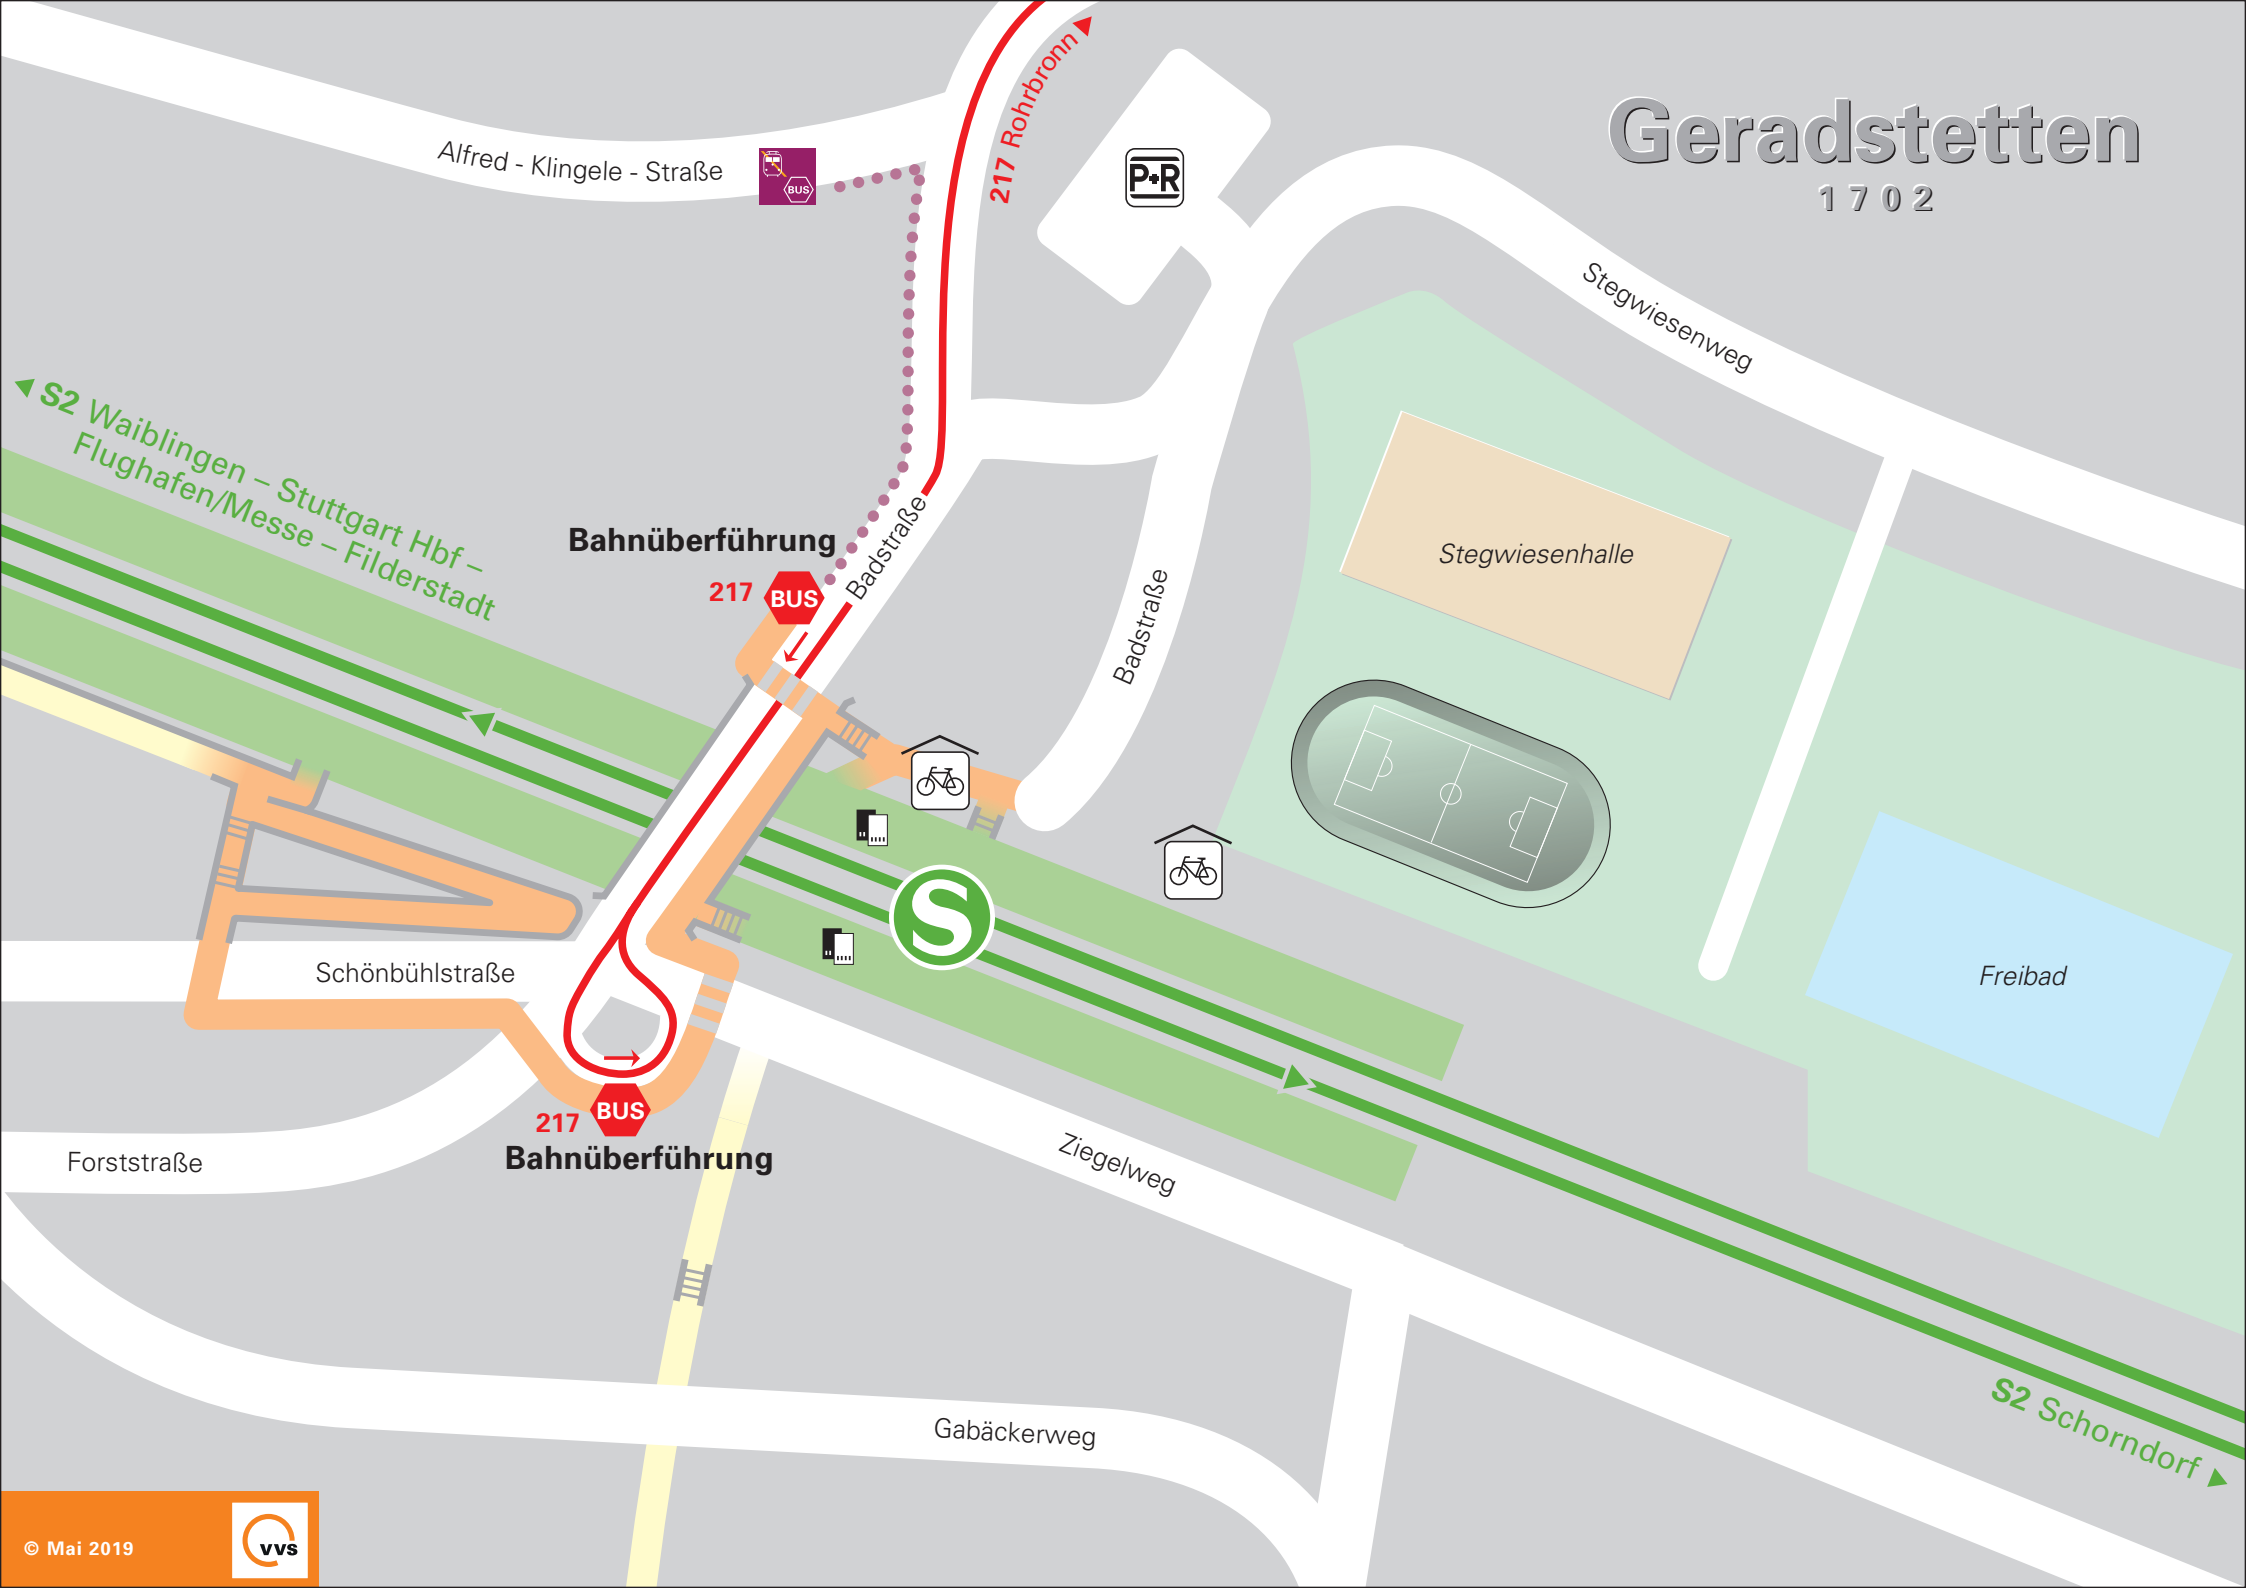 Geradstetten
1702
217 Rohrbronn
P+R
Alfred - Klingele - Straße
BUS
Stegwiesenweg
S2 Waiblingen – Stuttgart Hbf –
Flughafen/Messe – Filderstadt
Bahnüberführung
217
BUS
Badstraße
Badstraße
Stegwiesenhalle
S
Schönbühlstraße
Freibad
217
BUS
Bahnüberführung
Forststraße
Ziegelweg
Gabäckerweg
S2 Schorndorf
© Mai 2019
vvs